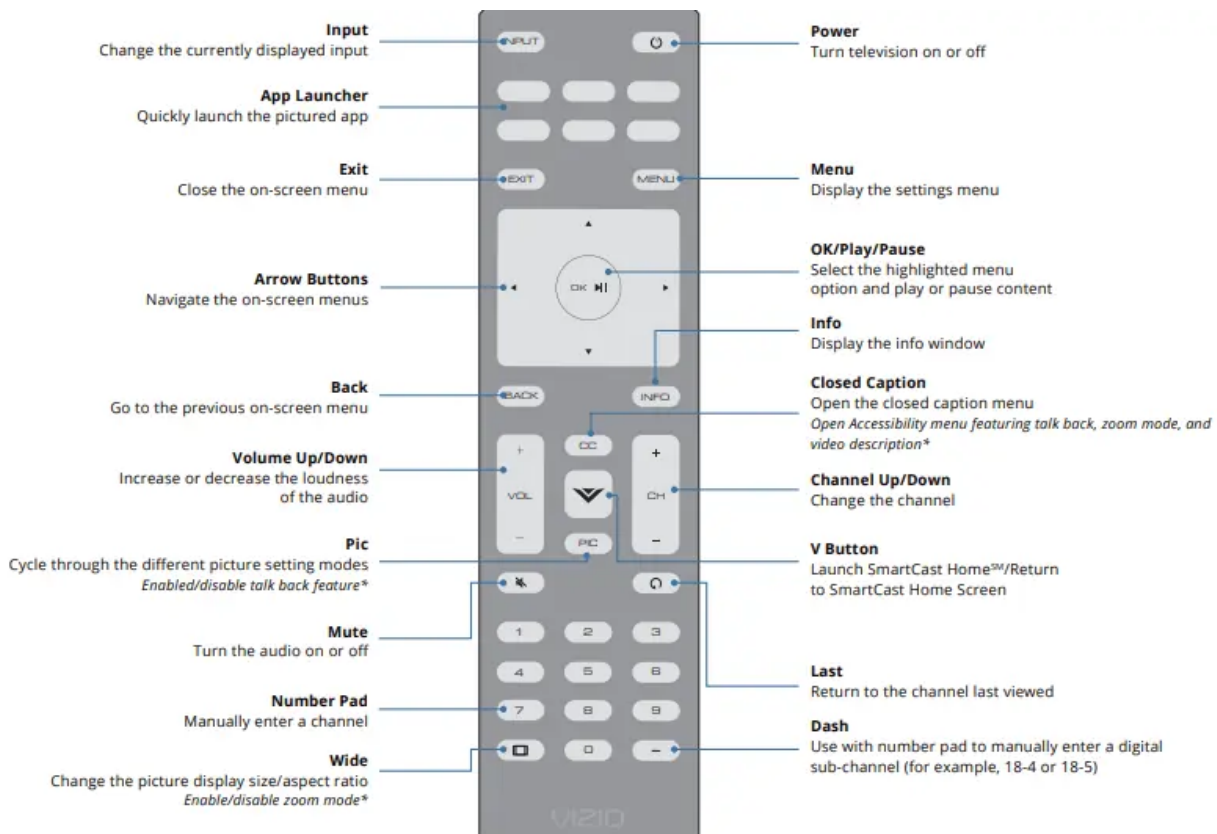 Input
Change the currently displayed input
App Launcher
Quickly launch the pictured app
Exit
Close the on-screen menu
Arrow Buttons
Navigate the on-screen menus
Back
Go to the previous on-screen menu
Volume Up/Down
Increase or decrease the loudness
of the audio
Pic
Cycle through the different picture setting modes
Enabled/disable talk back feature*
Mute
Turn the audio on or off
Number Pad
Manually enter a channel
Wide
Change the picture display size/aspect ratio
Enable/disable zoom mode*
INPUT
EXIT
MENU
OK
BACK
INFO
+
CC
+
VOL
CH
−
PIC
−
1 2 3
4 5 6
7 8 9
0 −
VIZIO
Power
Turn television on or off
Menu
Display the settings menu
OK/Play/Pause
Select the highlighted menu
option and play or pause content
Info
Display the info window
Closed Caption
Open the closed caption menu
Open Accessibility menu featuring talk back, zoom mode, and
video description*
Channel Up/Down
Change the channel
V Button
Launch SmartCast Home℠/Return
to SmartCast Home Screen
Last
Return to the channel last viewed
Dash
Use with number pad to manually enter a digital
sub-channel (for example, 18-4 or 18-5)